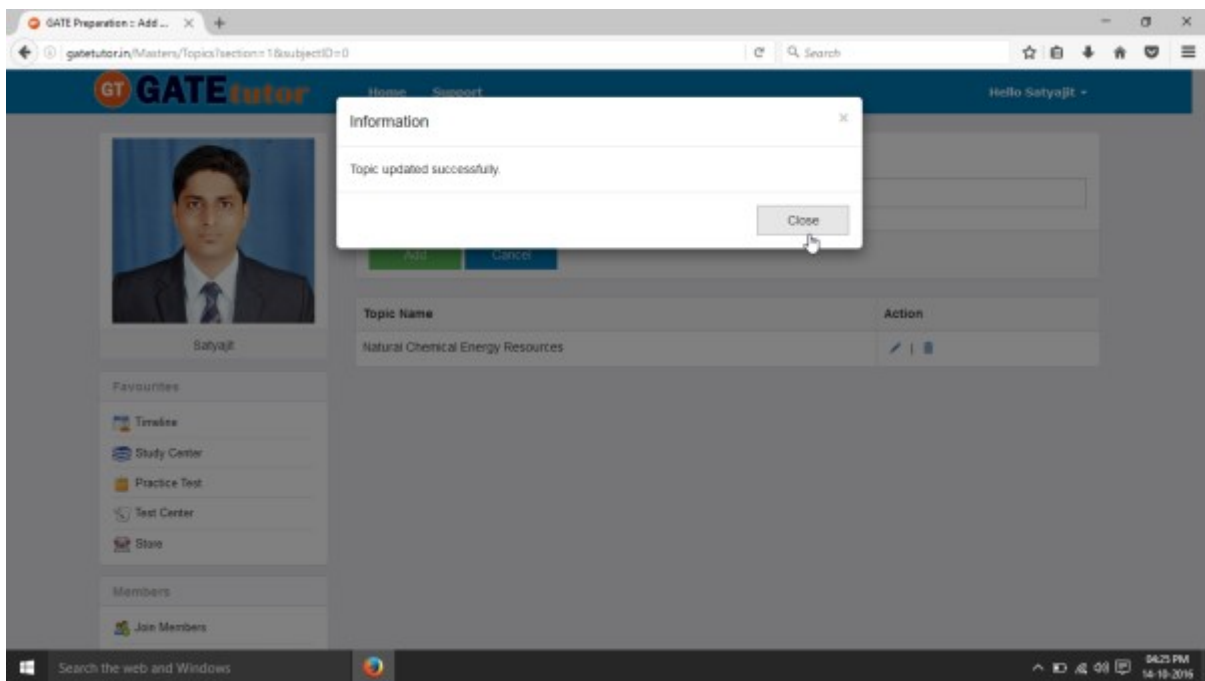 GATE Preparation :: Add ...
gatetutor.in/Masters/Topics?section=1&subjectID=0
Search
GT GATEtutor
Home Support
Hello Satyajit
Information
×
Topic updated successfully.
Close
Add Cancel
Topic Name Action
Natural Chemical Energy Resources
Satyajit
Favourites
Timeline
Study Center
Practice Test
Test Center
Store
Members
Join Members
Search the web and Windows
04:25 PM
14-10-2016